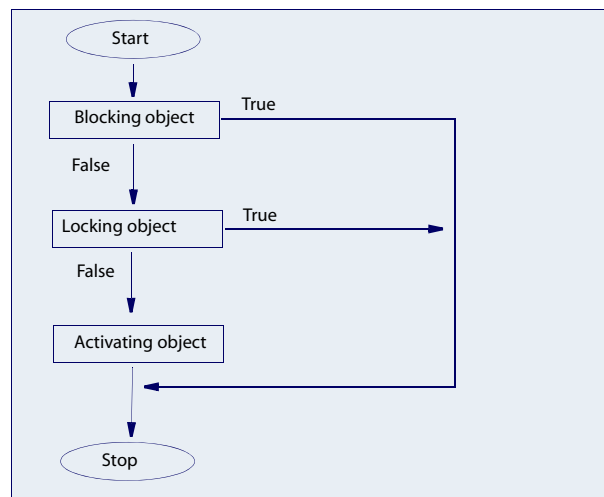 Start
True
Blocking object
False
True
Locking object
False
Activating object
Stop